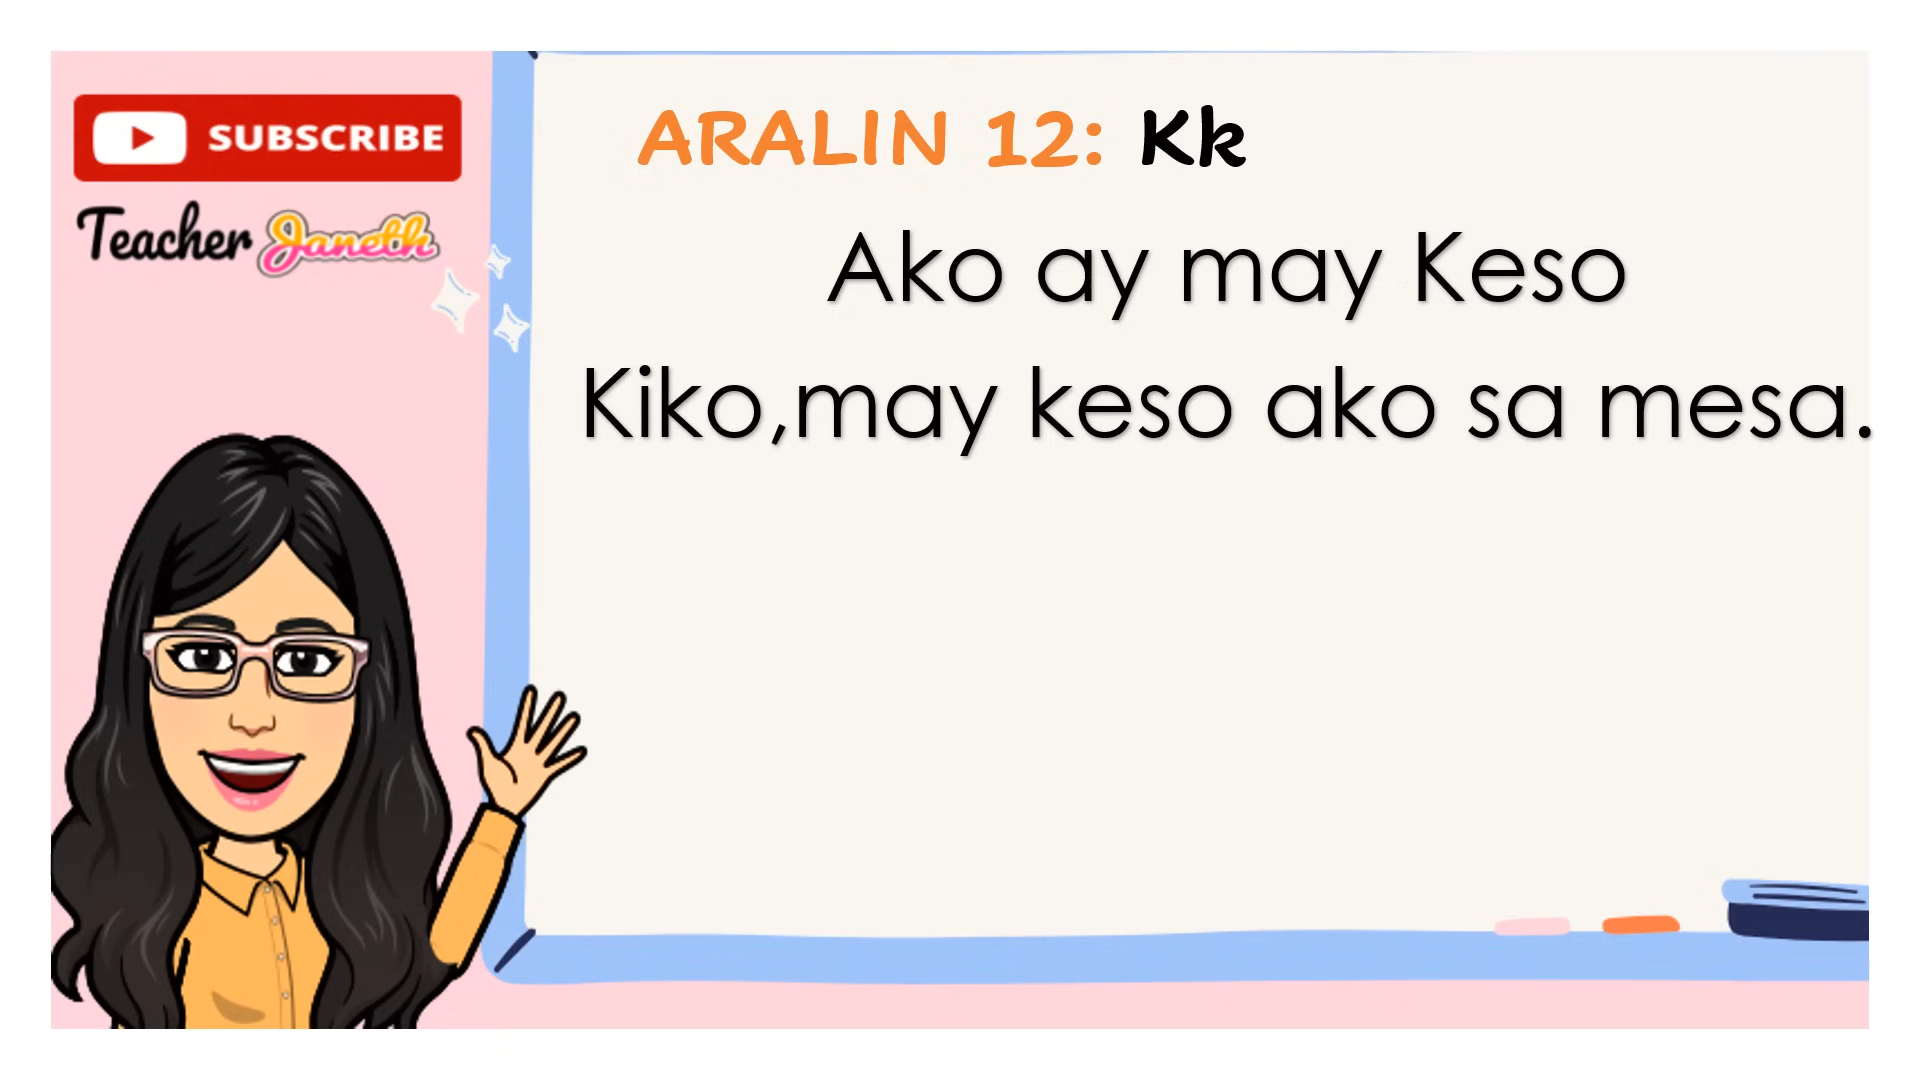 SUBSCRIBE
Teacher Janeth
ARALIN 12: Kk
Ako ay may Keso
Kiko,may keso ako sa mesa.